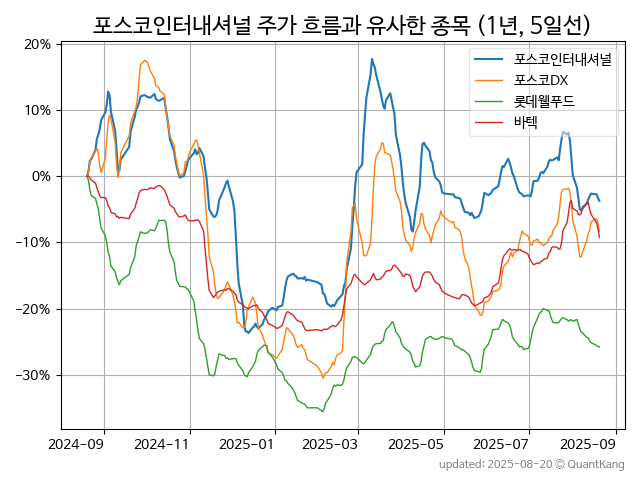 포스코인터내셔널 주가 흐름과 유사한 종목 (1년, 5일선)
포스코인터내셔널
포스코DX
롯데웰푸드
바텍
20%
10%
0%
−10%
−20%
−30%
2024-09
2024-11
2025-01
2025-03
2025-05
2025-07
2025-09
updated: 2025-08-20 © QuantKang